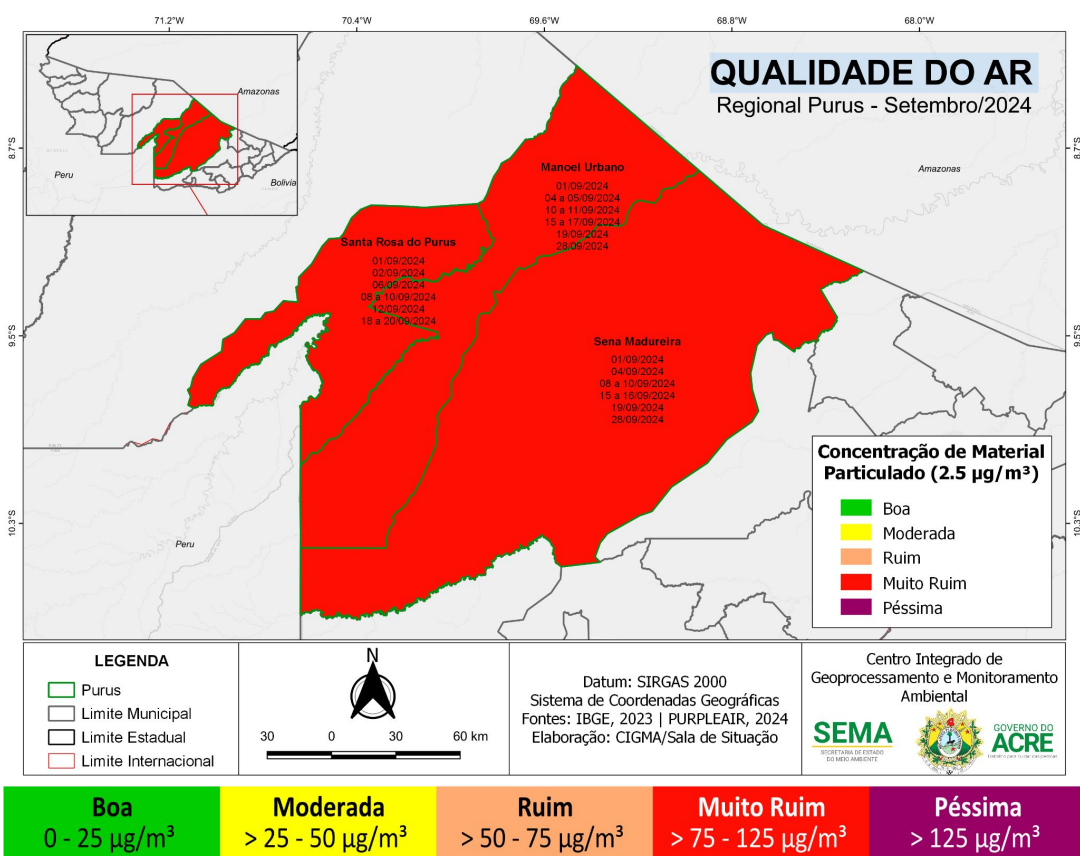 71.2°W
70.4°W
69.6°W
68.8°W
68.0°W
QUALIDADE DO AR
Regional Purus - Setembro/2024
Amazonas
Peru
Bolívia
8.7°S
8.7°S
Amazonas
Manoel Urbano
01/09/2024
04 a 05/09/2024
10 a 11/09/2024
15 a 17/09/2024
19/09/2024
28/09/2024
Santa Rosa do Purus
01/09/2024
02/09/2024
06/09/2024
08 a 10/09/2024
12/09/2024
18 a 20/09/2024
9.5°S
9.5°S
Sena Madureira
01/09/2024
04/09/2024
08 a 10/09/2024
15 a 16/09/2024
19/09/2024
28/09/2024
Concentração de Material
Particulado (2.5 µg/m³)
Boa
Moderada
Ruim
Muito Ruim
Péssima
10.3°S
10.3°S
Peru
LEGENDA
Purus
Limite Municipal
Limite Estadual
Limite Internacional
N
30 0 30 60 km
Datum: SIRGAS 2000
Sistema de Coordenadas Geográficas
Fontes: IBGE, 2023 | PURPLEAIR, 2024
Elaboração: CIGMA/Sala de Situação
Centro Integrado de
Geoprocessamento e Monitoramento
Ambiental
SEMA
SECRETARIA DE ESTADO
DO MEIO AMBIENTE
GOVERNO DO
ACRE
Trabalho para cuidar das pessoas
Boa
0 - 25 µg/m³
Moderada
> 25 - 50 µg/m³
Ruim
> 50 - 75 µg/m³
Muito Ruim
> 75 - 125 µg/m³
Péssima
> 125 µg/m³